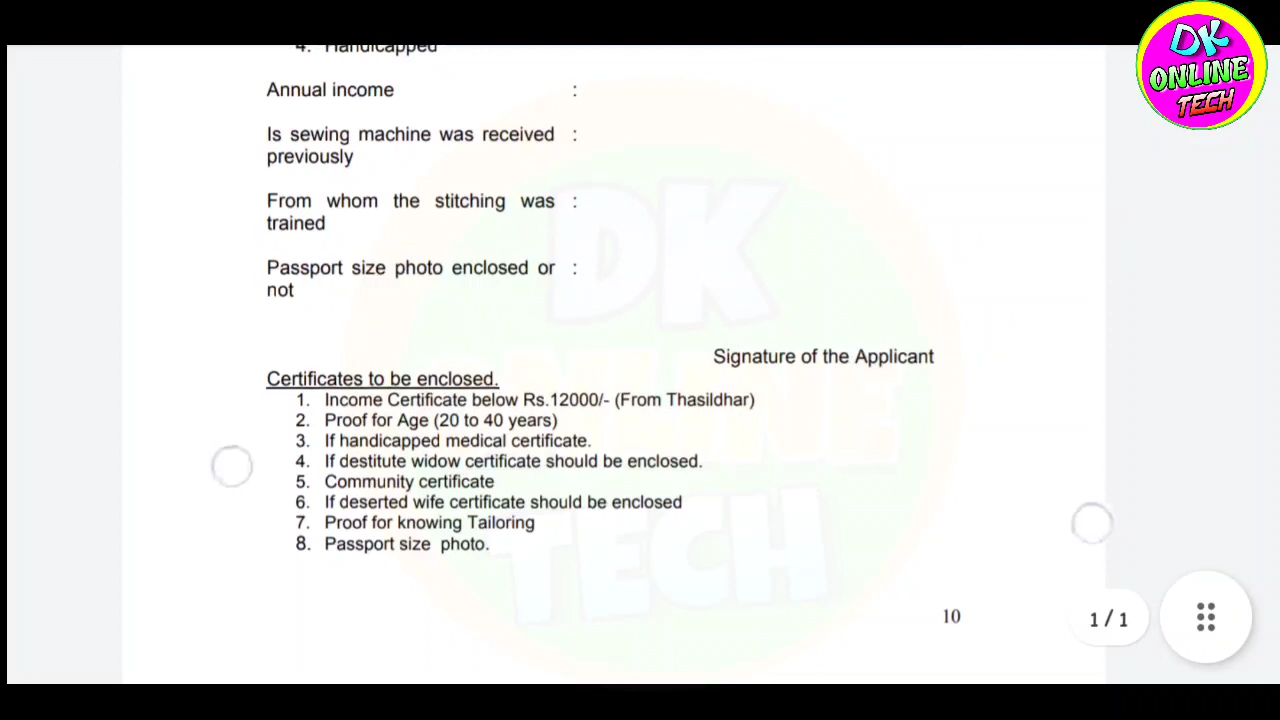 4. Handicapped
Annual income :
Is sewing machine was received :
previously
From whom the stitching was :
trained
Passport size photo enclosed or :
not
Signature of the Applicant
Certificates to be enclosed.
1. Income Certificate below Rs.12000/- (From Thasildhar)
2. Proof for Age (20 to 40 years)
3. If handicapped medical certificate.
4. If destitute widow certificate should be enclosed.
5. Community certificate
6. If deserted wife certificate should be enclosed
7. Proof for knowing Tailoring
8. Passport size photo.
10
1 / 1
DK
ONLINE
TECH
DK
ONLINE
TECH